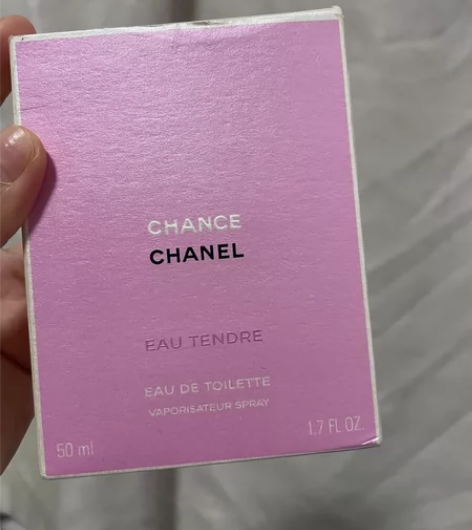 CHANCE
CHANEL
EAU TENDRE
EAU DE TOILETTE
VAPORISATEUR SPRAY
50 ml
1.7 FL. OZ.